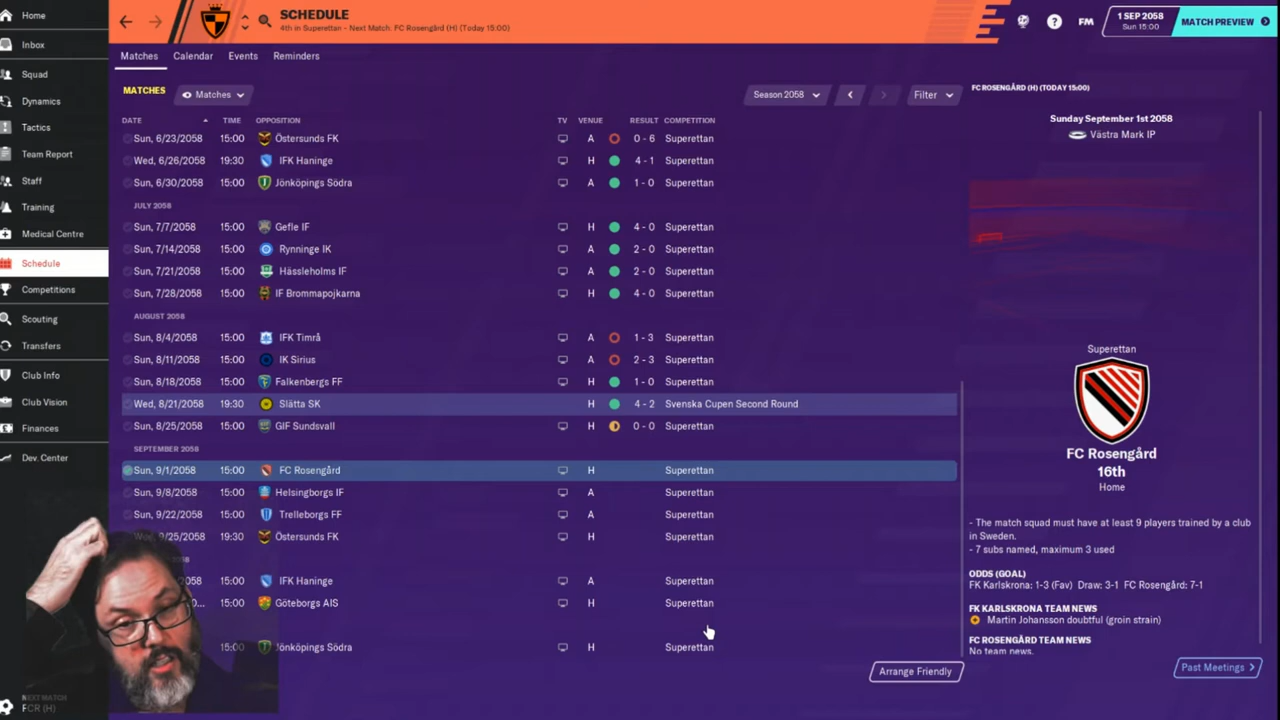 Home
SCHEDULE
4th in Superettan - Next Match: FC Rosengård (H) (Today 15:00)
FM
1 SEP 2058
Sun 15:00
MATCH PREVIEW
Inbox
Squad
Dynamics
Tactics
Team Report
Staff
Training
Medical Centre
Schedule
Competitions
Scouting
Transfers
Club Info
Club Vision
Finances
Dev. Center
NEXT MATCH
FCR (H)
Matches Calendar Events Reminders
MATCHES Matches Season 2058 Filter
DATE TIME OPPOSITION TV VENUE RESULT COMPETITION
Sun, 6/23/2058 15:00 Östersunds FK A 0 - 6 Superettan
Wed, 6/26/2058 19:30 IFK Haninge H 4 - 1 Superettan
Sun, 6/30/2058 15:00 Jönköpings Södra A 1 - 0 Superettan
JULY 2058
Sun, 7/7/2058 15:00 Gefle IF H 4 - 0 Superettan
Sun, 7/14/2058 15:00 Rynninge IK A 2 - 0 Superettan
Sun, 7/21/2058 15:00 Hässleholms IF A 2 - 0 Superettan
Sun, 7/28/2058 15:00 IF Brommapojkarna H 4 - 0 Superettan
AUGUST 2058
Sun, 8/4/2058 15:00 IFK Timrå A 1 - 3 Superettan
Sun, 8/11/2058 15:00 IK Sirius A 2 - 3 Superettan
Sun, 8/18/2058 15:00 Falkenbergs FF H 1 - 0 Superettan
Wed, 8/21/2058 19:30 Slätta SK H 4 - 2 Svenska Cupen Second Round
Sun, 8/25/2058 15:00 GIF Sundsvall H 0 - 0 Superettan
SEPTEMBER 2058
Sun, 9/1/2058 15:00 FC Rosengård H Superettan
Sun, 9/8/2058 15:00 Helsingborgs IF A Superettan
Sun, 9/22/2058 15:00 Trelleborgs FF A Superettan
9/25/2058 19:30 Östersunds FK H Superettan
2058 15:00 IFK Haninge A Superettan
0... 15:00 Göteborgs AIS H Superettan
15:00 Jönköpings Södra H Superettan
Arrange Friendly
FC ROSENGÅRD (H) (TODAY 15:00)
Sunday September 1st 2058
Västra Mark IP
Superettan
FC Rosengård
16th
Home
- The match squad must have at least 9 players trained by a club
in Sweden.
- 7 subs named, maximum 3 used
ODDS (GOAL)
FK Karlskrona: 1-3 (Fav) Draw: 3-1 FC Rosengård: 7-1
FK KARLSKRONA TEAM NEWS
Martin Johansson doubtful (groin strain)
FC ROSENGÅRD TEAM NEWS
No team news.
Past Meetings